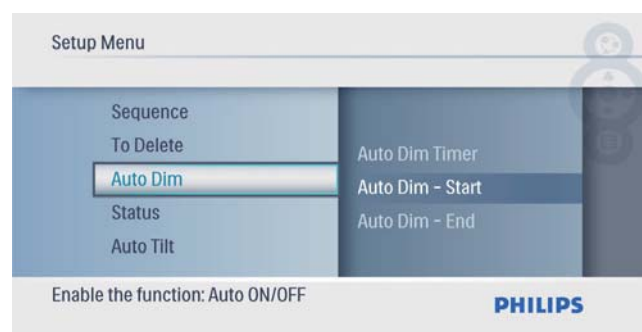 Setup Menu
Sequence
To Delete
Auto Dim
Status
Auto Tilt
Auto Dim Timer
Auto Dim - Start
Auto Dim - End
Enable the function: Auto ON/OFF
PHILIPS